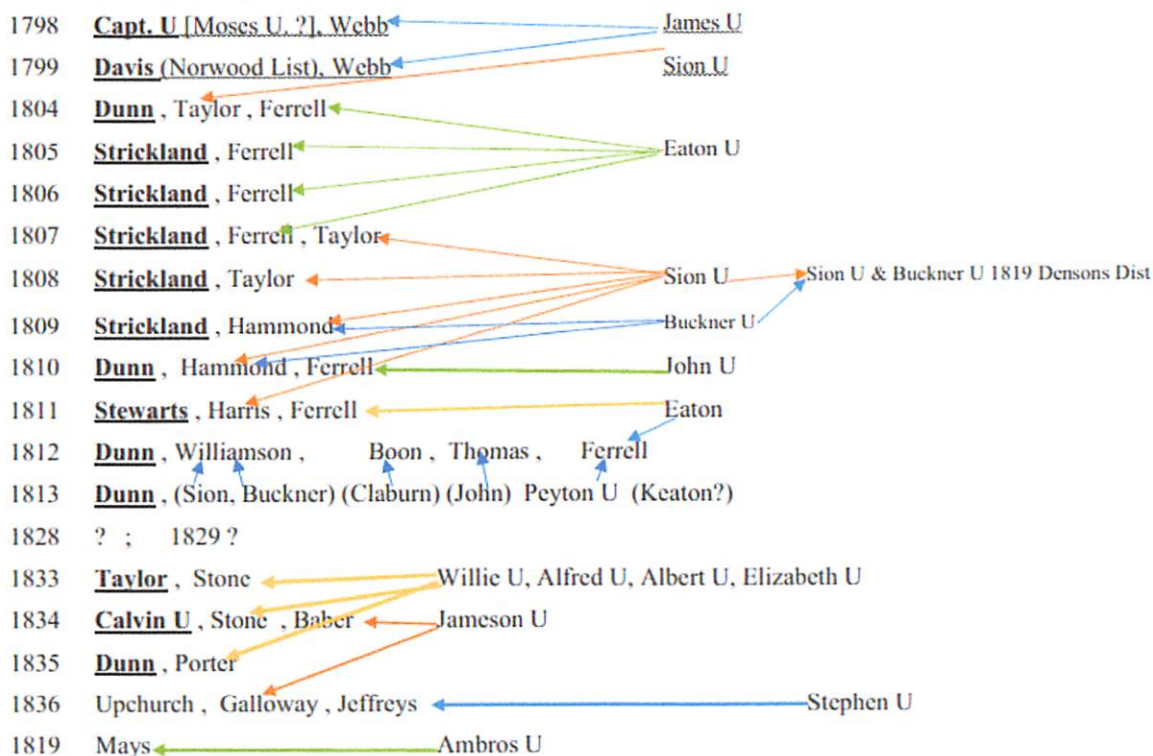 1798 Capt. U [Moses U. ?], Webb James U
1799 Davis (Norwood List), Webb Sion U
1804 Dunn , Taylor , Ferrell
1805 Strickland , Ferrell Eaton U
1806 Strickland , Ferrell
1807 Strickland , Ferrell , Taylor
1808 Strickland , Taylor Sion U Sion U & Buckner U 1819 Densons Dist
1809 Strickland , Hammond Buckner U
1810 Dunn , Hammond , Ferrell John U
1811 Stewarts , Harris , Ferrell Eaton
1812 Dunn , Williamson , Boon , Thomas , Ferrell
1813 Dunn , (Sion, Buckner) (Claburn) (John) Peyton U (Keaton?)
1828 ? ; 1829 ?
1833 Taylor , Stone Willie U, Alfred U, Albert U, Elizabeth U
1834 Calvin U , Stone , Baber Jameson U
1835 Dunn , Porter
1836 Upchurch , Galloway , Jeffreys Stephen U
1819 Mays Ambros U